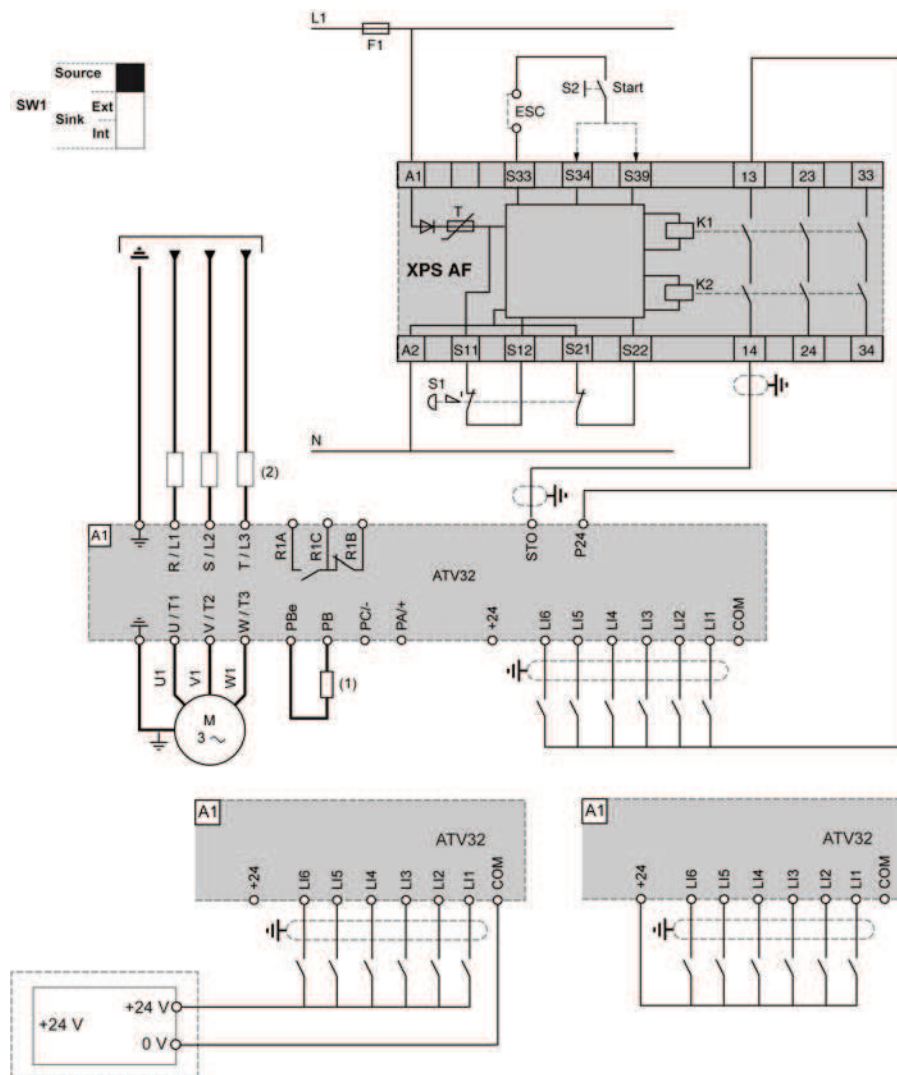 L1
F1
Source
SW1
Ext
Sink
Int
S2
Start
ESC
A1 S33 S34 S39 13 23 33
T
K1
XPS AF
K2
A2 S11 S12 S21 S22 14 24 34
S1
N
(2)
A1
R / L1
S / L2
T / L3
R1A
R1C
R1B
STO
P24
ATV32
U / T1
V / T2
W / T3
PBe
PB
PC/-
PA/+
+24
LI6
LI5
LI4
LI3
LI2
LI1
COM
U1
V1
W1
(1)
M
3 ~
A1
ATV32
+24
LI6
LI5
LI4
LI3
LI2
LI1
COM
+24 V
+24 V
0 V
A1
ATV32
+24
LI6
LI5
LI4
LI3
LI2
LI1
COM